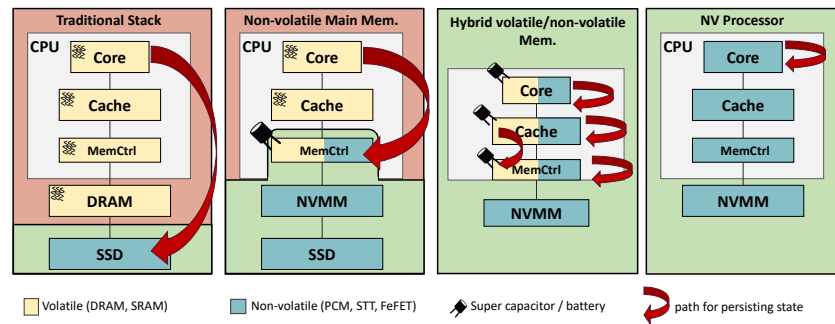 Traditional Stack
CPU
Core
Cache
MemCtrl
DRAM
SSD
Non-volatile Main Mem.
CPU
Core
Cache
MemCtrl
NVMM
SSD
Hybrid volatile/non-volatile
Mem.
Core
Cache
MemCtrl
NVMM
NV Processor
CPU
Core
Cache
MemCtrl
NVMM
Volatile (DRAM, SRAM)
Non-volatile (PCM, STT, FeFET)
Super capacitor / battery
path for persisting state